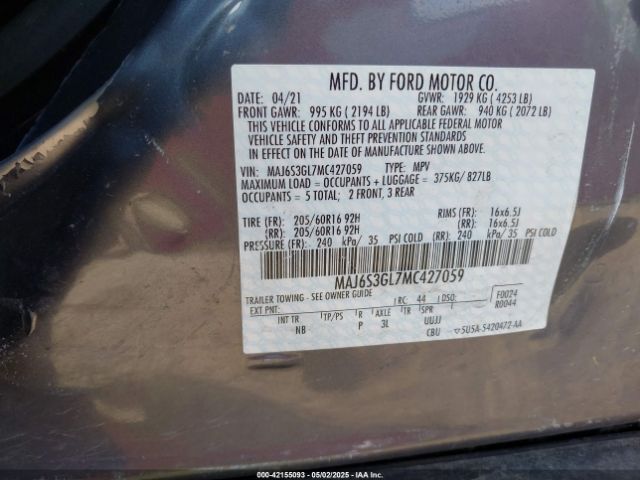 MFD. BY FORD MOTOR CO.
DATE: 04/21 GVWR: 1929 KG ( 4253 LB)
FRONT GAWR: 995 KG ( 2194 LB) REAR GAWR: 940 KG ( 2072 LB)
THIS VEHICLE CONFORMS TO ALL APPLICABLE FEDERAL MOTOR
VEHICLE SAFETY AND THEFT PREVENTION STANDARDS
IN EFFECT ON THE DATE OF MANUFACTURE SHOWN ABOVE.
VIN: MAJ6S3GL7MC427059 TYPE: MPV
MAXIMUM LOAD = OCCUPANTS + LUGGAGE = 375KG/ 827LB
OCCUPANTS = 5 TOTAL; 2 FRONT, 3 REAR
TIRE (FR): 205/60R16 92H RIMS (FR): 16x6.5J
(RR): 205/60R16 92H (RR): 16x6.5J
PRESSURE (FR): 240 kPa/ 35 PSI COLD (RR): 240 kPa/ 35 PSI COLD
MAJ6S3GL7MC427059
TRAILER TOWING - SEE OWNER GUIDE
EXT PNT: RC: 44 DSO: F0024
R0044
INT TR TP/PS R AXLE TR SPR
NB P 3L UUJJ
CBU ▽5U5A-5420472-AA
000-42155093 - 05/02/2025 - IAA Inc.